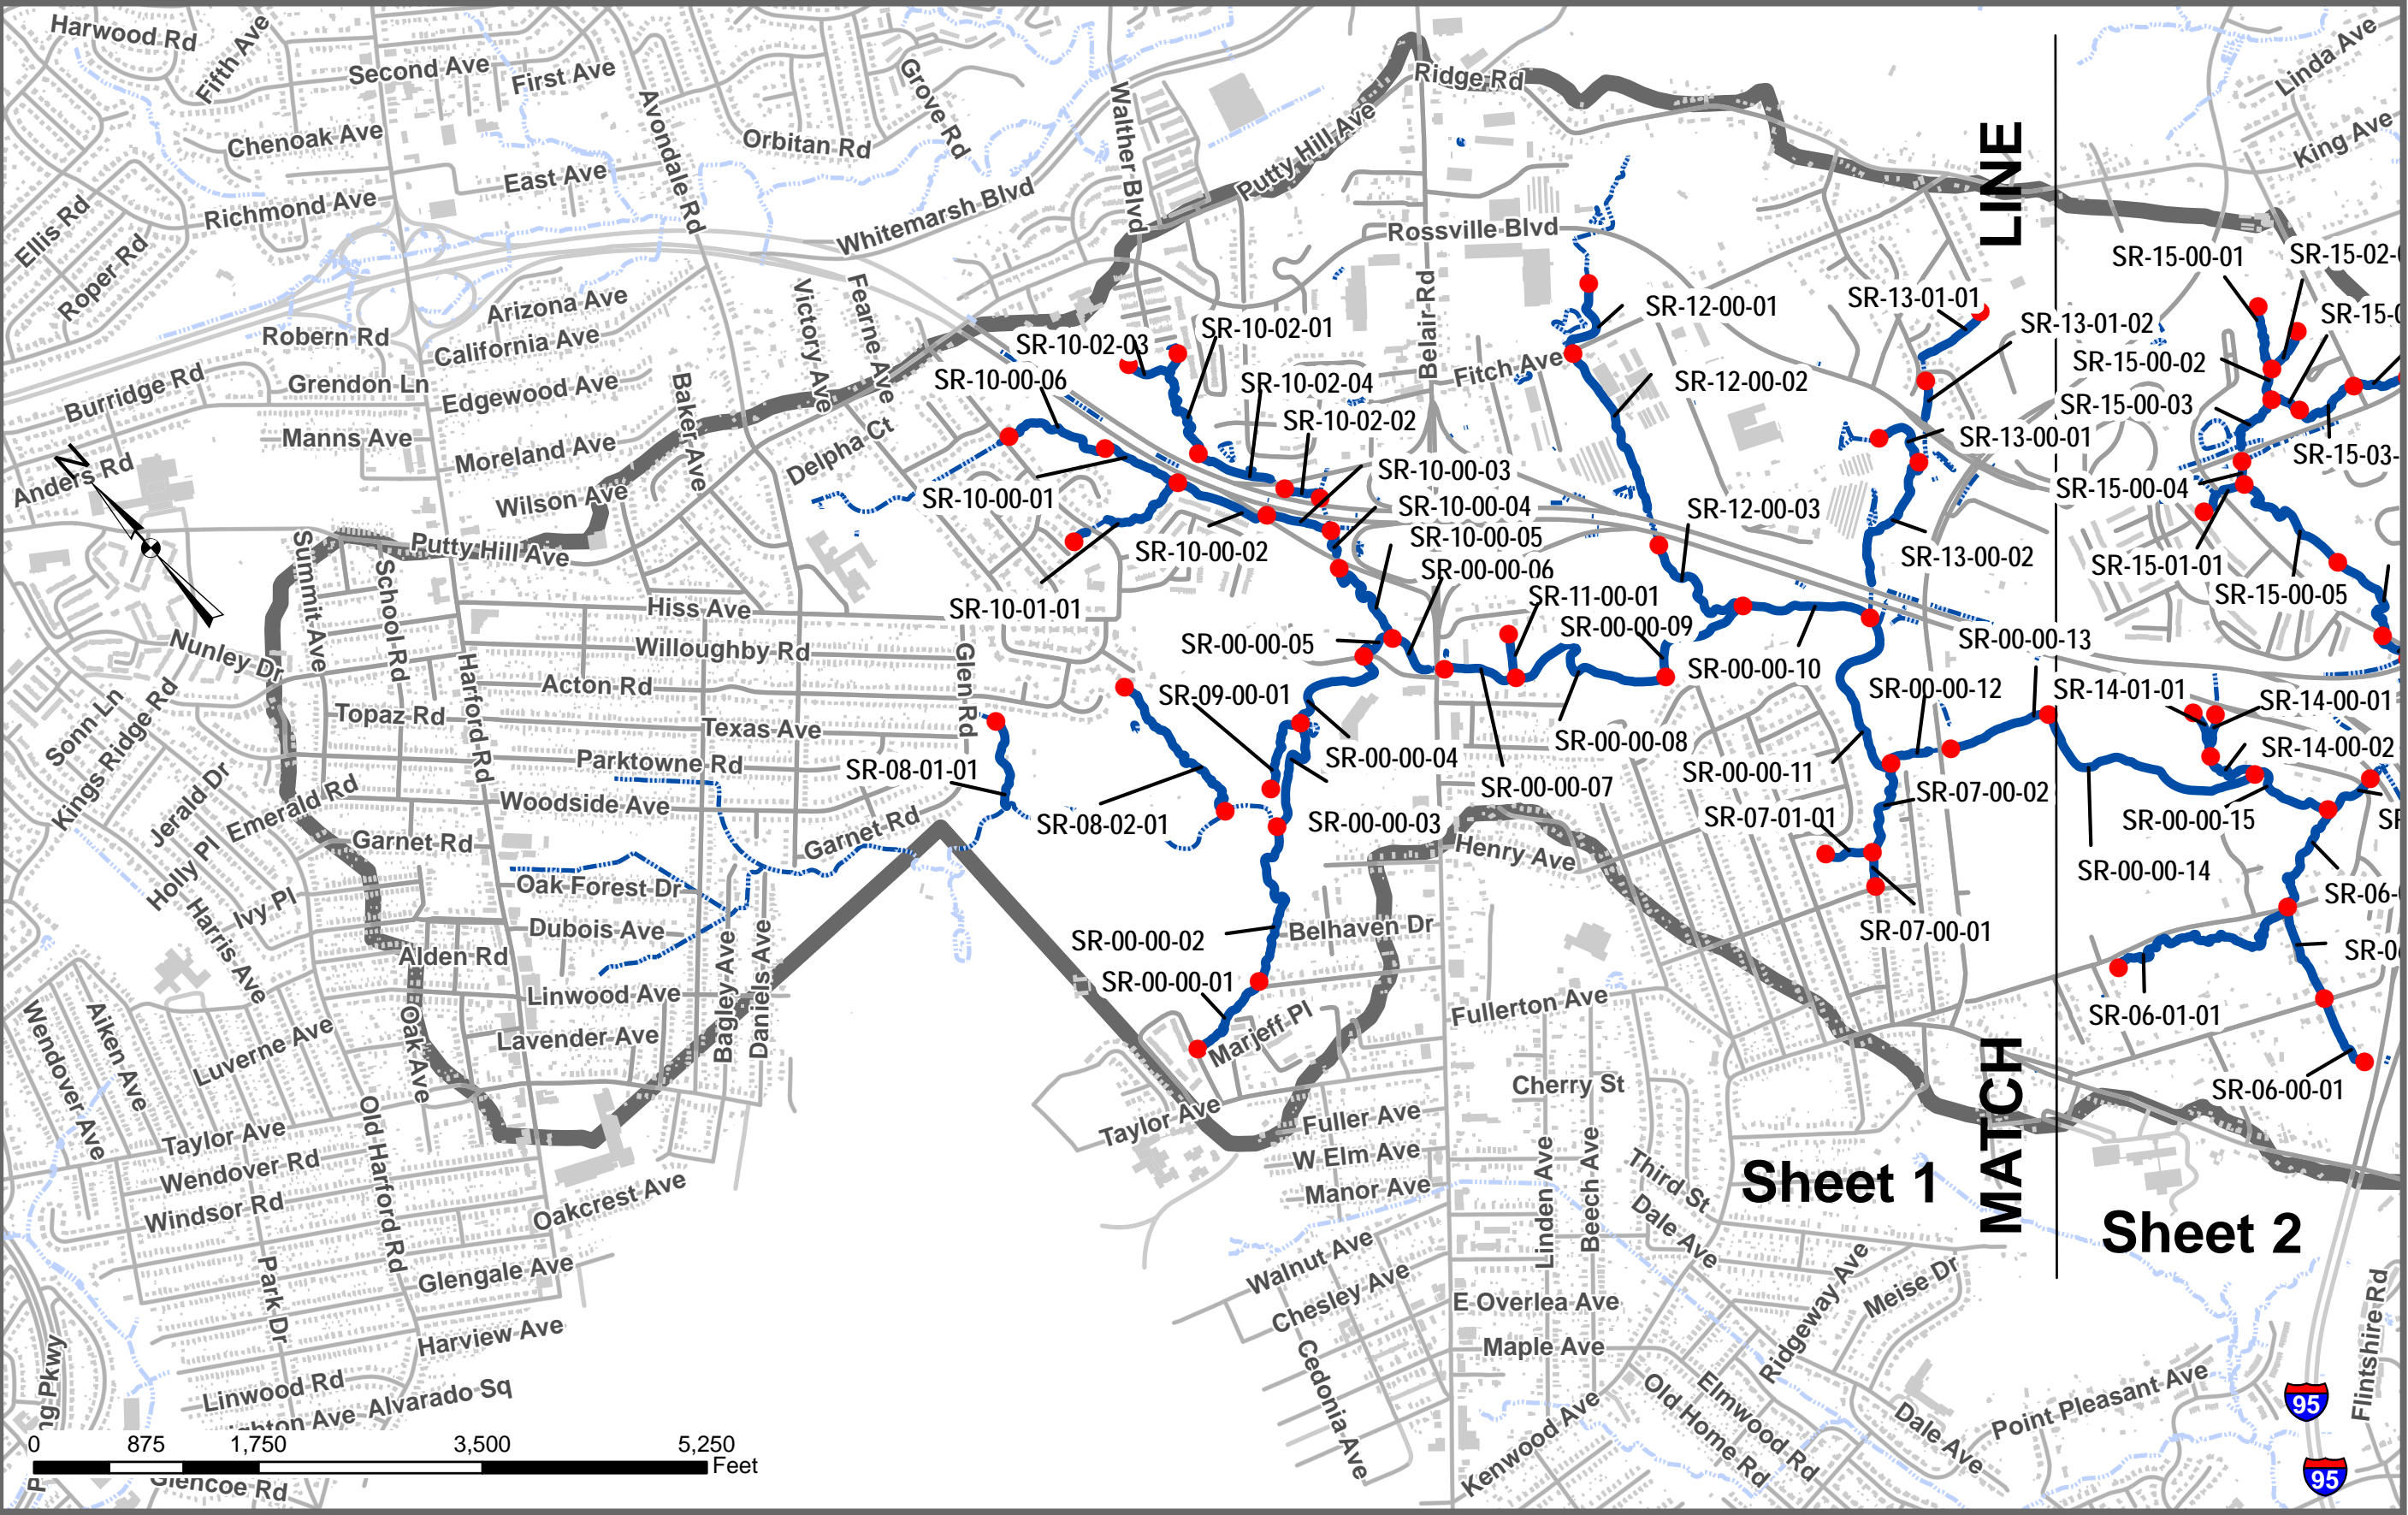 Harwood Rd
Fifth Ave
Second Ave
First Ave
Avondale Rd
Grove Rd
Orbitan Rd
Walther Blvd
Putty Hill Ave
Ridge Rd
Linda Ave
King Ave
Chenoak Ave
East Ave
Richmond Ave
Ellis Rd
Roper Rd
Whitemarsh Blvd
Rossville Blvd
LINE
SR-15-00-01
SR-15-02-
Arizona Ave
Victory Ave
Fearne Ave
Belair Rd
SR-12-00-01
SR-13-01-01
SR-13-01-02
SR-15-0
Robern Rd
California Ave
SR-10-02-03
SR-10-02-01
SR-15-00-02
Burridge Rd
Grendon Ln
Edgewood Ave
Baker Ave
SR-10-00-06
SR-10-02-04
Fitch Ave
SR-12-00-02
SR-15-00-03
Manns Ave
Moreland Ave
Delpha Ct
SR-10-02-02
SR-13-00-01
SR-15-03-
N
Anders Rd
Wilson Ave
SR-10-00-01
SR-10-00-03
SR-10-00-04
SR-12-00-03
SR-15-00-04
Putty Hill Ave
Summit Ave
School Rd
SR-10-00-02
SR-10-00-05
SR-00-00-06
SR-13-00-02
SR-15-01-01
SR-15-00-05
Hiss Ave
SR-10-01-01
SR-11-00-01
SR-00-00-09
Nunley Dr
Willoughby Rd
Glen Rd
SR-00-00-05
SR-00-00-10
SR-00-00-13
Harford Rd
Acton Rd
SR-09-00-01
SR-00-00-12
SR-14-01-01
SR-14-00-01
Sonn Ln
Kings Ridge Rd
Topaz Rd
Texas Ave
SR-00-00-04
SR-00-00-08
SR-14-00-02
Parktowne Rd
SR-08-01-01
SR-00-00-07
SR-00-00-11
SR-07-00-02
Jerald Dr
Emerald Rd
Woodside Ave
Garnet Rd
SR-08-02-01
SR-00-00-03
SR-07-01-01
SR-00-00-15
Holly Pl
Garnet Rd
Henry Ave
SR-00-00-14
Ivy Pl
Oak Forest Dr
SR-06-
Harris Ave
Dubois Ave
SR-00-00-02
Belhaven Dr
SR-07-00-01
Alden Rd
Bagley Ave
Daniels Ave
SR-00-00-01
Linwood Ave
Fullerton Ave
SR-06-01-01
Wendover Ave
Aiken Ave
Luverne Ave
Oak Ave
Lavender Ave
Marjeff Pl
MATCH
SR-06-00-01
Cherry St
Taylor Ave
Old Harford Rd
Taylor Ave
Fuller Ave
Wendover Rd
W Elm Ave
Linden Ave
Beech Ave
Third St
Sheet 1
Windsor Rd
Oakcrest Ave
Manor Ave
Dale Ave
Sheet 2
Park Dr
Glengale Ave
Walnut Ave
Ridgeway Ave
Meise Dr
Chesley Ave
E Overlea Ave
Flintshire Rd
Harview Ave
Cedonia Ave
Maple Ave
ng Pkwy
Linwood Rd
Alvarado Sq
Kenwood Ave
Old Home Rd
Elmwood Rd
Dale Ave
Point Pleasant Ave
95
0 875 1,750 3,500 5,250
Feet
Glencoe Rd
95